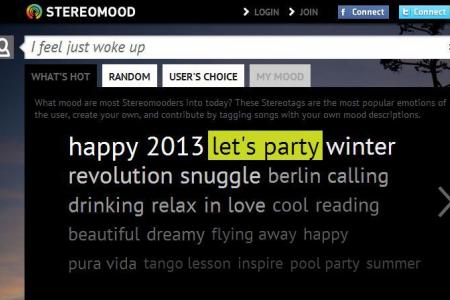 STEREOMOOD LOGIN JOIN f Connect Connect
I feel just woke up
WHAT'S HOT RANDOM USER'S CHOICE MY MOOD
What mood are most Stereomooders into today? These Stereotags are the most popular emotions of
the user, create your own, and contribute by tagging songs with your own mood descriptions.
happy 2013 let's party winter
revolution snuggle berlin calling
drinking relax in love cool reading
beautiful dreamy flying away happy
pura vida tango lesson inspire pool party summer